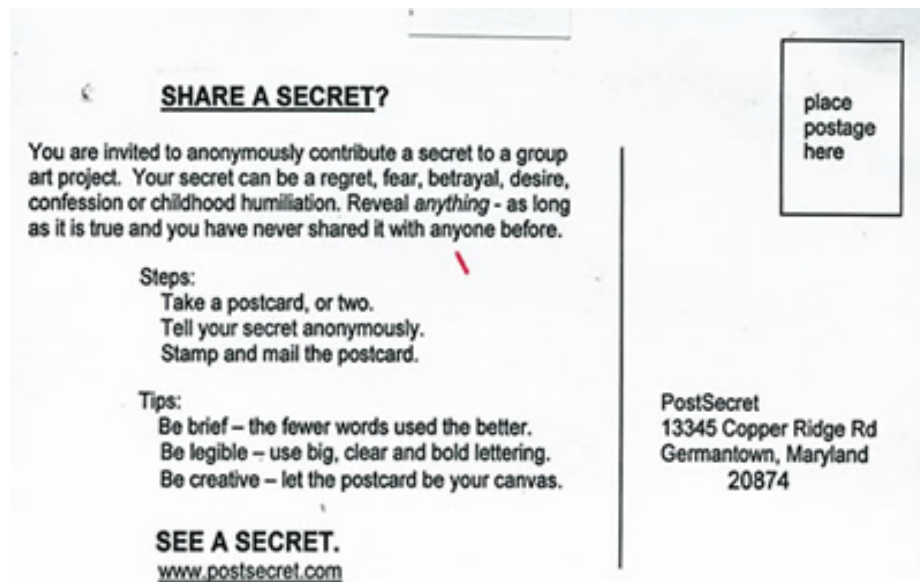 SHARE A SECRET?
You are invited to anonymously contribute a secret to a group
art project. Your secret can be a regret, fear, betrayal, desire,
confession or childhood humiliation. Reveal anything - as long
as it is true and you have never shared it with anyone before.
Steps:
Take a postcard, or two.
Tell your secret anonymously.
Stamp and mail the postcard.
Tips:
Be brief – the fewer words used the better.
Be legible – use big, clear and bold lettering.
Be creative – let the postcard be your canvas.
SEE A SECRET.
www.postsecret.com
place
postage
here
PostSecret
13345 Copper Ridge Rd
Germantown, Maryland
20874